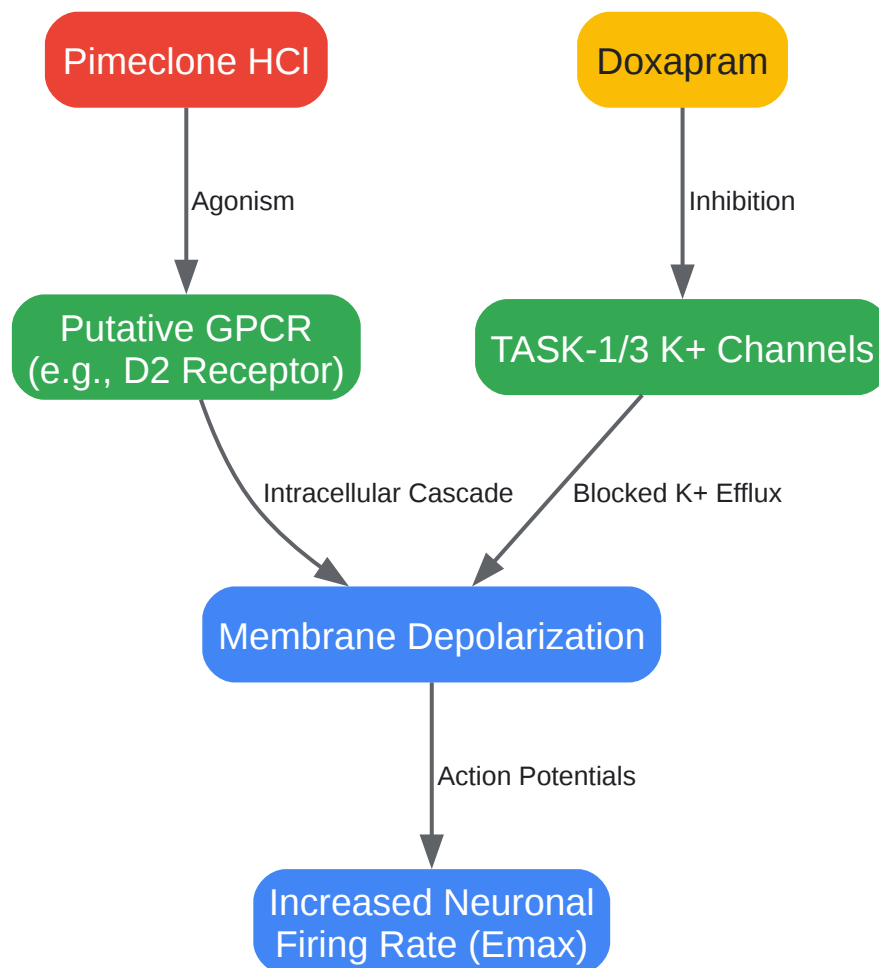 Pimeclone HCl
Doxapram
Agonism
Inhibition
Putative GPCR
(e.g., D2 Receptor)
TASK-1/3 K+ Channels
Intracellular Cascade
Blocked K+ Efflux
Membrane Depolarization
Action Potentials
Increased Neuronal
Firing Rate (Emax)